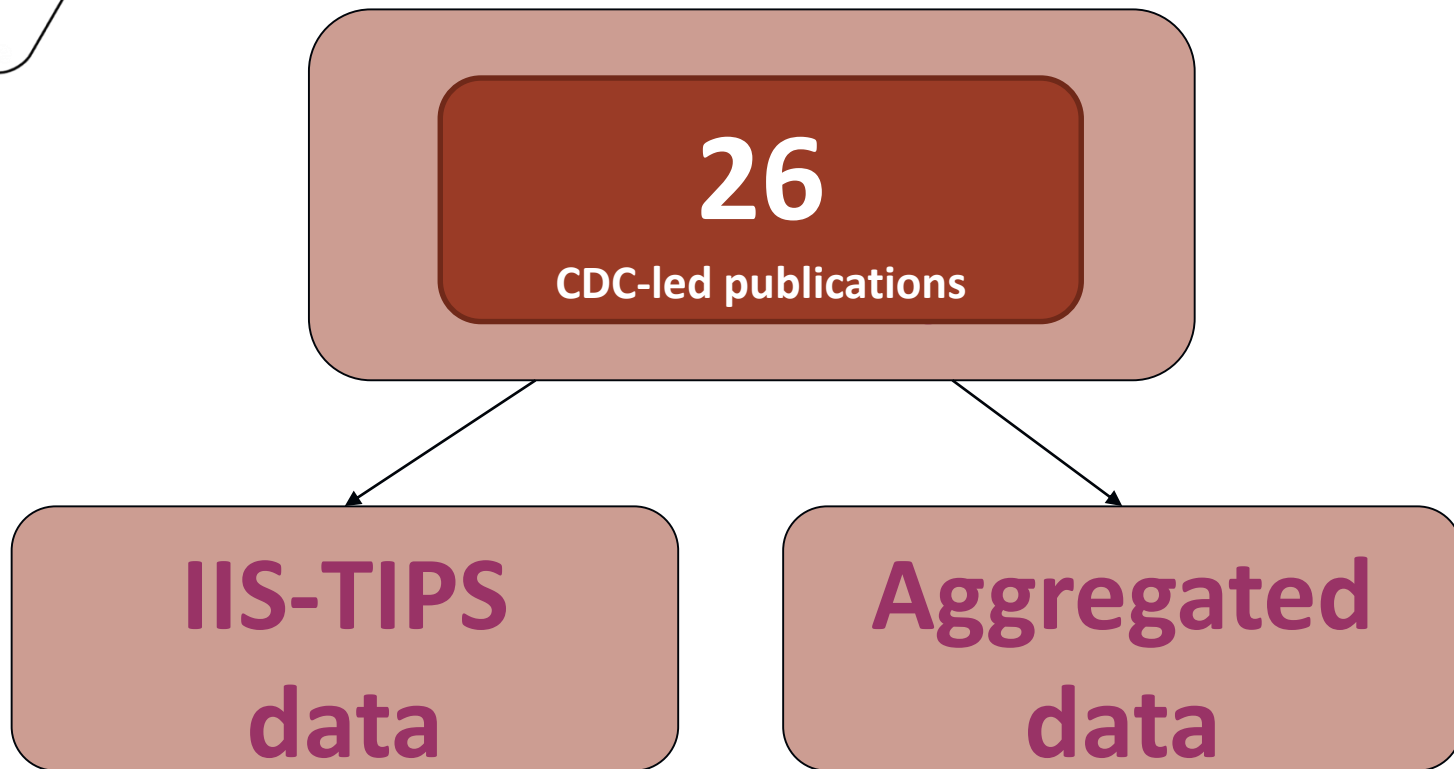 26
CDC-led publications
IIS-TIPS
data
Aggregated
data